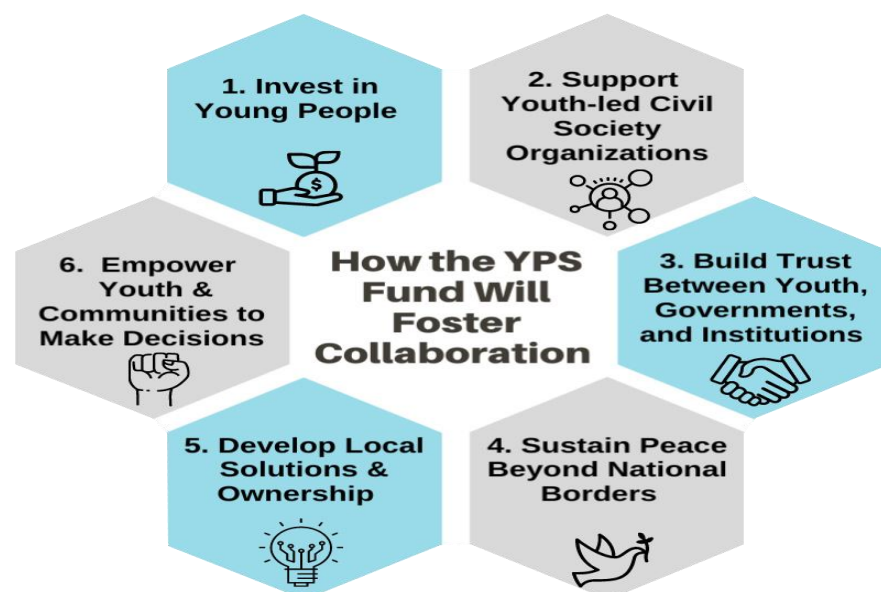 How the YPS
Fund Will
Foster
Collaboration
1. Invest in
Young People
$
2. Support
Youth-led Civil
Society
Organizations
3. Build Trust
Between Youth,
Governments,
and Institutions
4. Sustain Peace
Beyond National
Borders
5. Develop Local
Solutions &
Ownership
6. Empower
Youth &
Communities to
Make Decisions